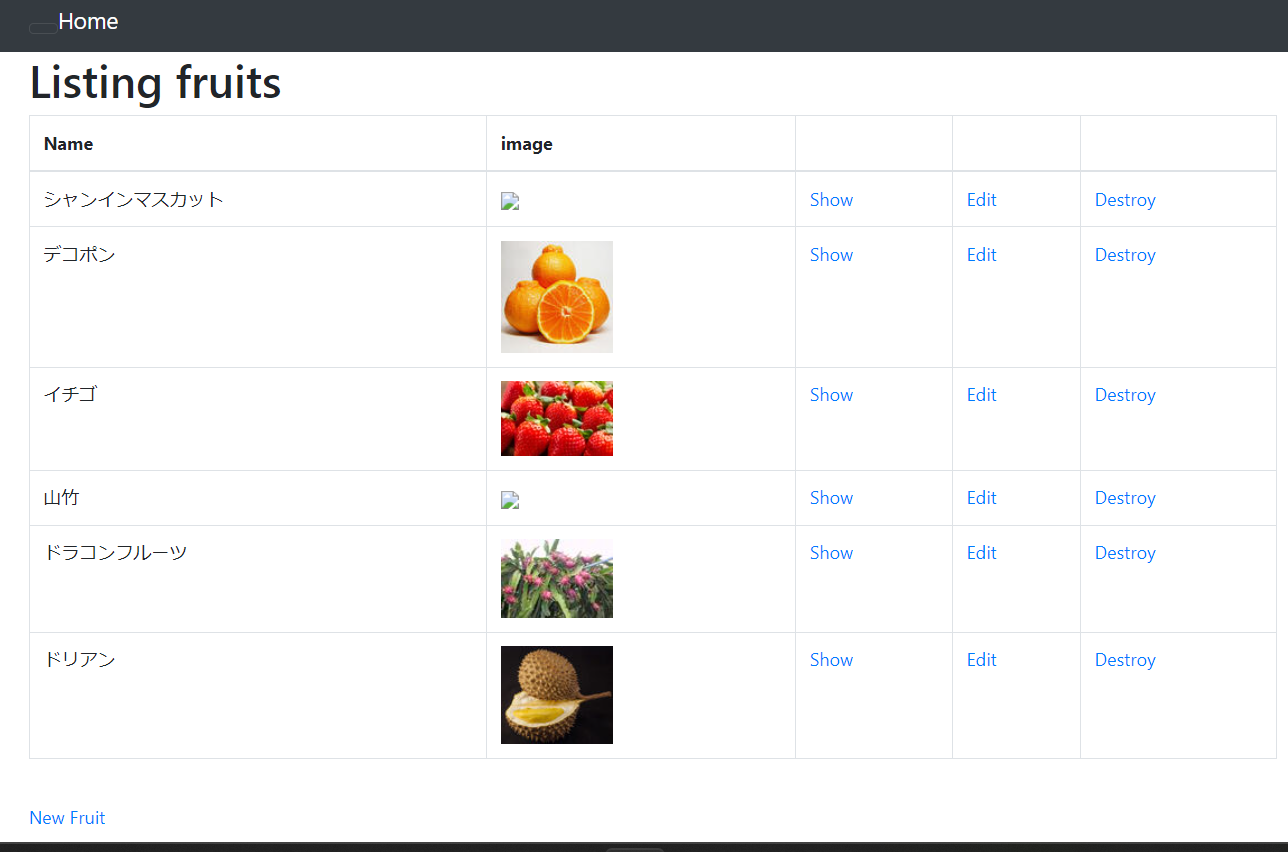 Home
Listing fruits
Name image
シャンインマスカット Show Edit Destroy
デコポン Show Edit Destroy
イチゴ Show Edit Destroy
山竹 Show Edit Destroy
ドラコンフルーツ Show Edit Destroy
ドリアン Show Edit Destroy
New Fruit